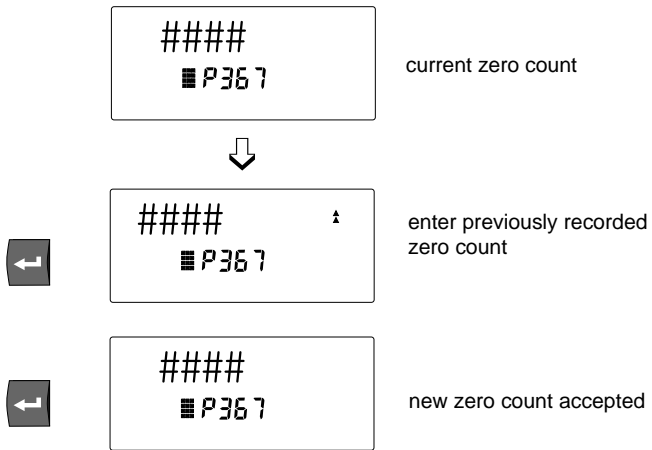 ####
P367
current zero count
####
P367
enter previously recorded
zero count
####
P367
new zero count accepted